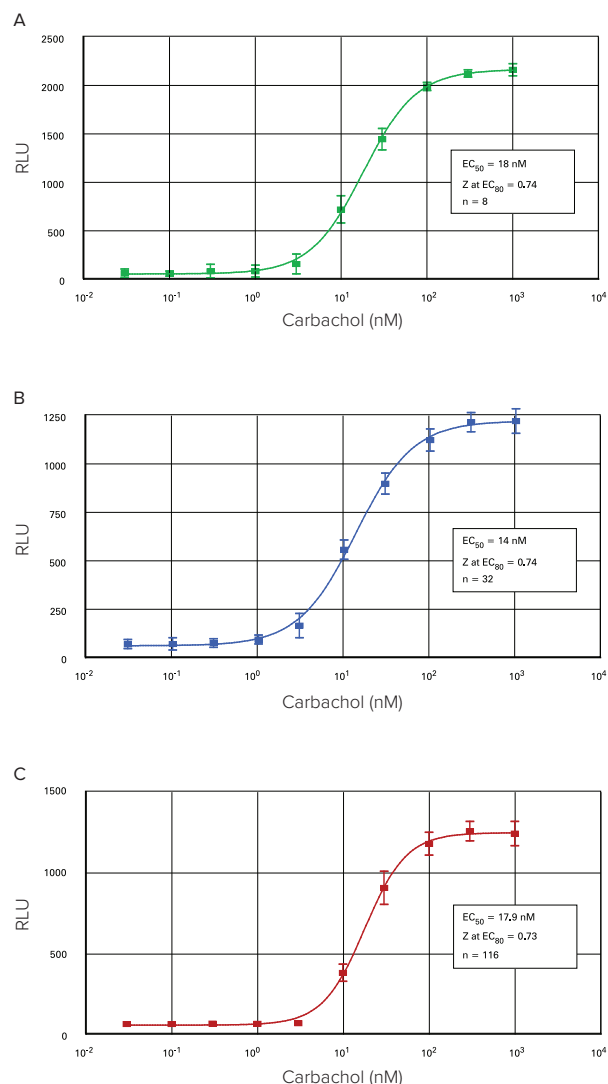 A
2500
2000
1500
1000
500
0
RLU
EC₅₀ = 18 nM
Z at EC₈₀ = 0.74
n = 8
10⁻² 10⁻¹ 10⁰ 10¹ 10² 10³ 10⁴
Carbachol (nM)
B
1250
1000
750
500
250
0
RLU
EC₅₀ = 14 nM
Z at EC₈₀ = 0.74
n = 32
10⁻² 10⁻¹ 10⁰ 10¹ 10² 10³ 10⁴
Carbachol (nM)
C
1500
1000
500
0
RLU
EC₅₀ = 17.9 nM
Z at EC₈₀ = 0.73
n = 116
10⁻² 10⁻¹ 10⁰ 10¹ 10² 10³ 10⁴
Carbachol (nM)